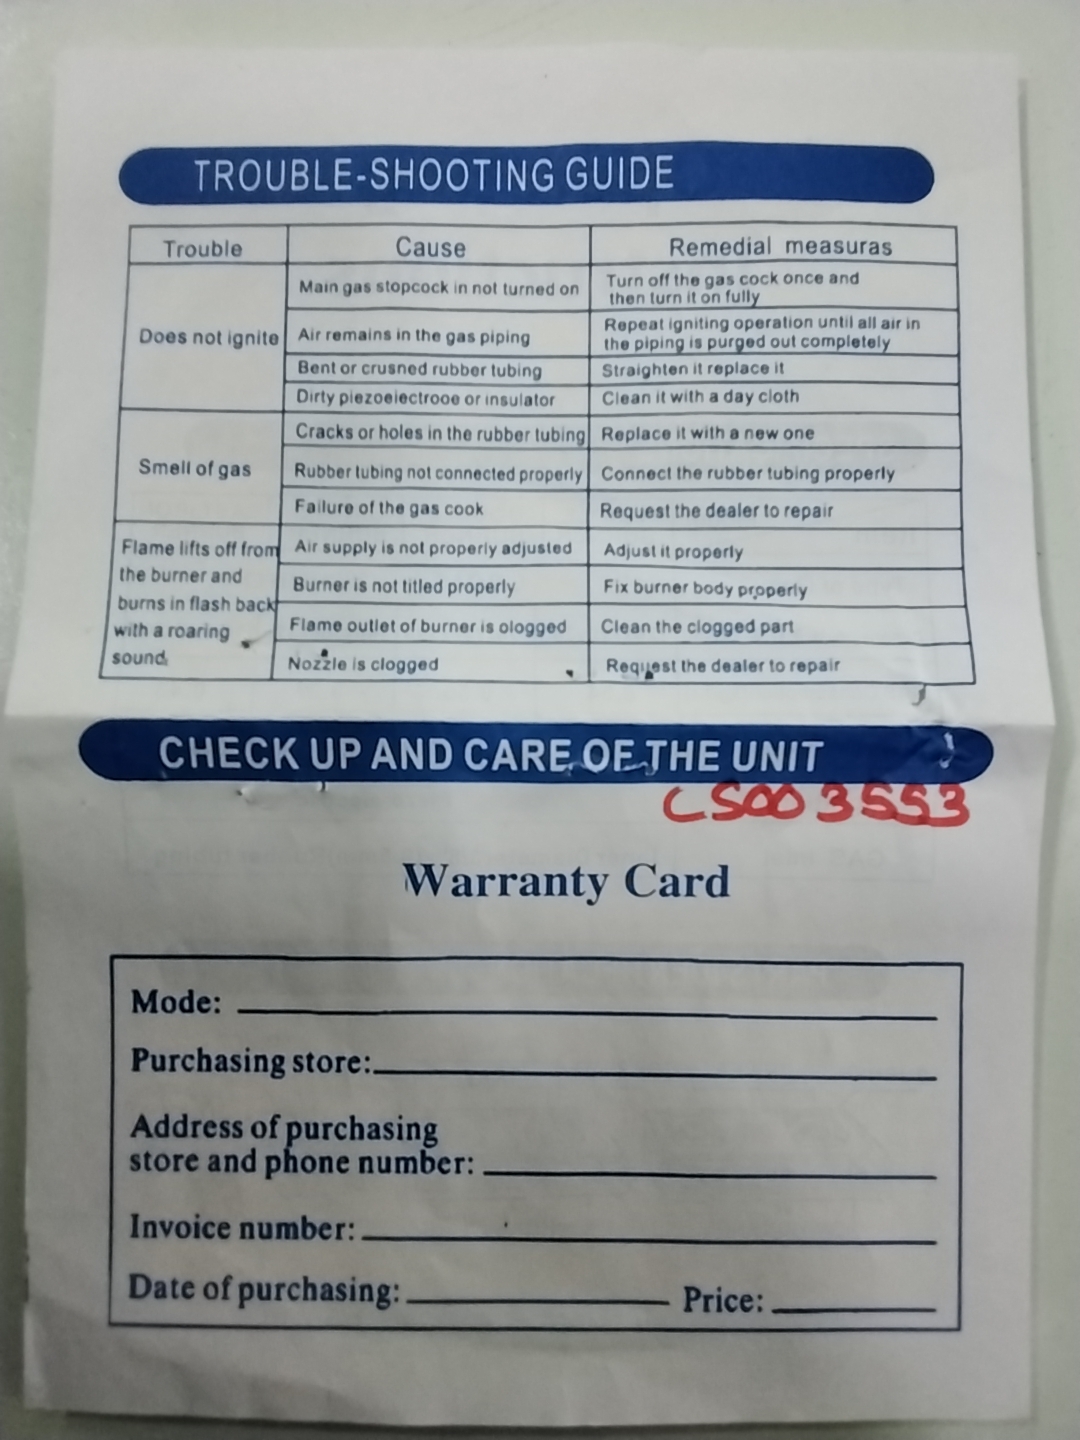 TROUBLE-SHOOTING GUIDE
Trouble
Cause
Remedial measuras
Does not ignite
Main gas stopcock in not turned on
Turn off the gas cock once and
then turn it on fully
Air remains in the gas piping
Repeat igniting operation until all air in
the piping is purged out completely
Bent or crusned rubber tubing
Straighten it replace it
Dirty piezoeiectrooe or insulator
Clean it with a day cloth
Smell of gas
Cracks or holes in the rubber tubing
Replace it with a new one
Rubber tubing not connected properly
Connect the rubber tubing properly
Failure of the gas cook
Request the dealer to repair
Flame lifts off from
the burner and
burns in flash back
with a roaring
sound.
Air supply is not properly adjusted
Adjust it properly
Burner is not titled properly
Fix burner body properly
Flame outlet of burner is ologged
Clean the clogged part
Nozzle is clogged
Request the dealer to repair
CHECK UP AND CARE OF THE UNIT
CS003553
Warranty Card
Mode:
Purchasing store:
Address of purchasing
store and phone number:
Invoice number:
Date of purchasing: Price: